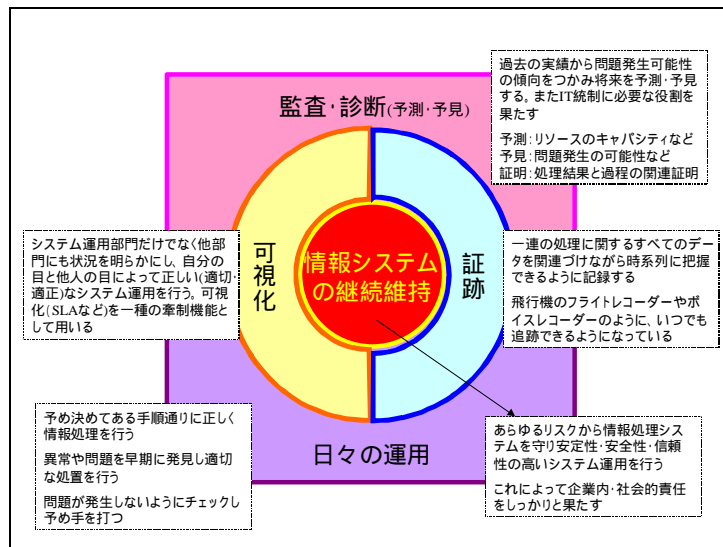 過去の実績から問題発生可能性
の傾向をつかみ将来を予測・予見
する。またIT統制に必要な役割を
果たす
予測:リソースのキャパシティなど
予見:問題発生の可能性など
証明:処理結果と過程の関連証明
監査・診断(予測・予見)
システム運用部門だけでなく他部
門にも状況を明らかにし、自分の
目と他人の目によって正しい(適切・
適正)なシステム運用を行う。可視
化(SLAなど)を一種の牽制機能と
して用いる
可視化
情報システム
の継続維持
証跡
一連の処理に関するすべてのデー
タを関連づけながら時系列に把握
できるように記録する
飛行機のフライトレコーダーやボ
イスレコーダーのように、いつでも
追跡できるようになっている
予め決めてある手順通りに正しく
情報処理を行う
異常や問題を早期に発見し適切
な処置を行う
問題が発生しないようにチェックし
予め手を打つ
日々の運用
あらゆるリスクから情報処理シス
テムを守り安定性・安全性・信頼
性の高いシステム運用を行う
これによって企業内・社会的責任
をしっかりと果たす